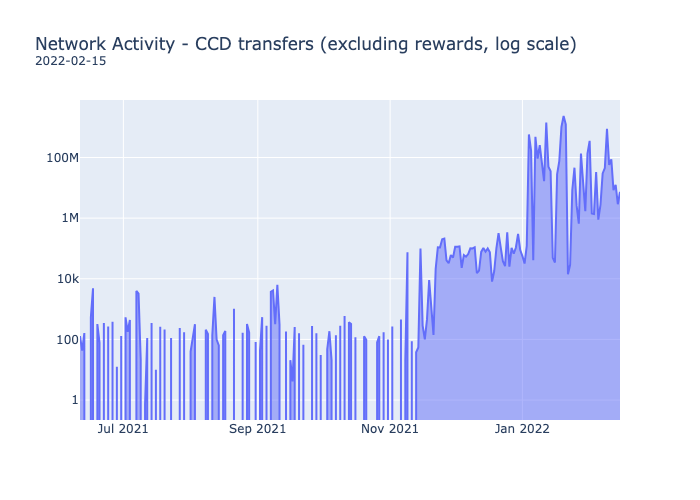 Network Activity - CCD transfers (excluding rewards, log scale)
2022-02-15
100M
1M
10k
100
1
Jul 2021
Sep 2021
Nov 2021
Jan 2022